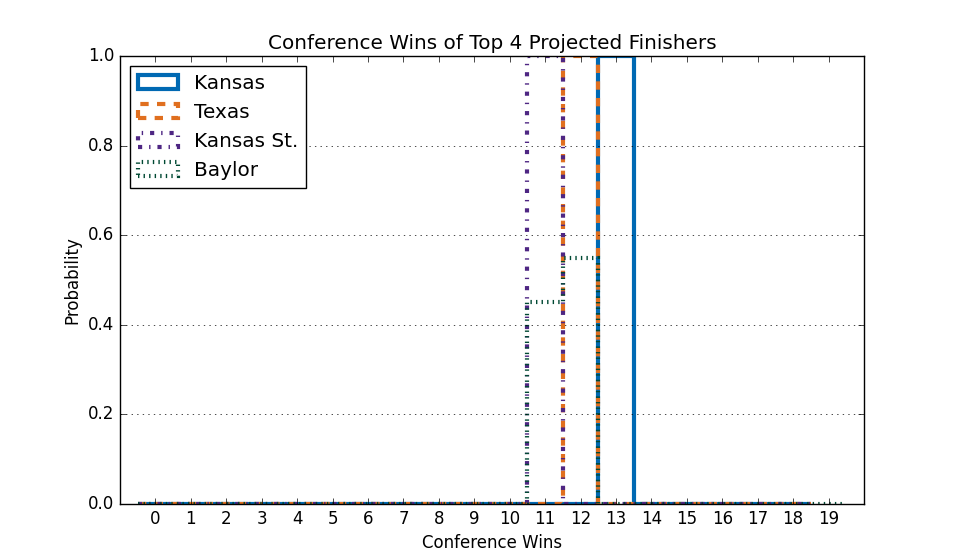 Conference Wins of Top 4 Projected Finishers
1.0
0.8
0.6
0.4
0.2
0.0
Probability
Kansas
Texas
Kansas St.
Baylor
0 1 2 3 4 5 6 7 8 9 10 11 12 13 14 15 16 17 18 19
Conference Wins